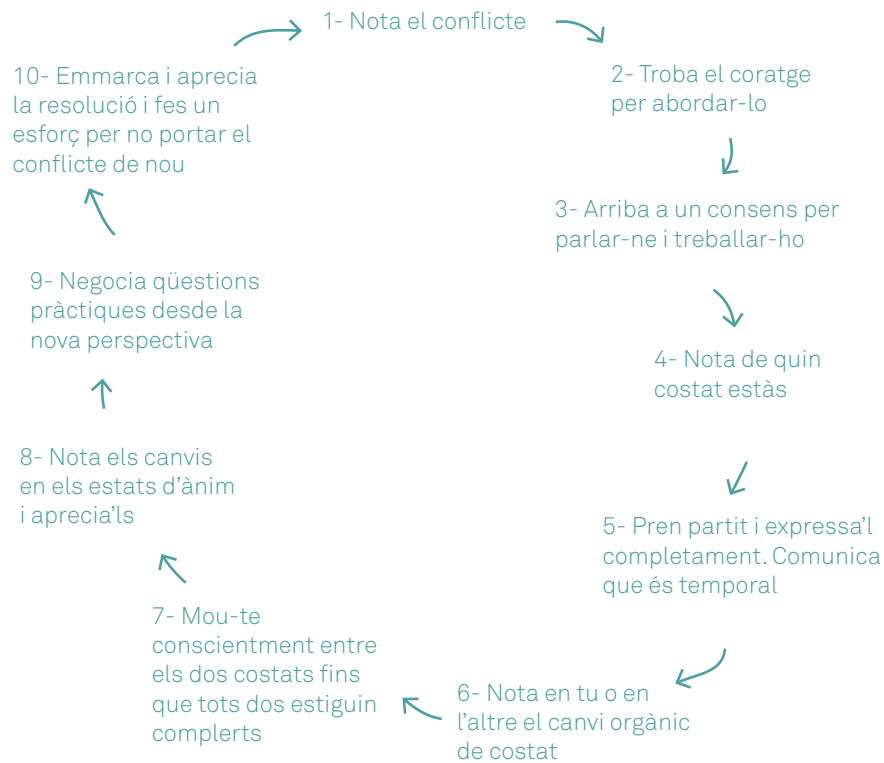 1- Nota el conflicte
2- Troba el coratge
per abordar-lo
3- Arriba a un consens per
parlar-ne i treballar-ho
4- Nota de quin
costat estàs
5- Pren partit i expressa’l
completament. Comunica
que és temporal
6- Nota en tu o en
l’altre el canvi orgànic
de costat
7- Mou-te
conscientment entre
els dos costats fins
que tots dos estiguin
complerts
8- Nota els canvis
en els estats d’ànim
i aprecia’ls
9- Negocia qüestions
pràctiques desde la
nova perspectiva
10- Emmarca i aprecia
la resolució i fes un
esforç per no portar el
conflicte de nou